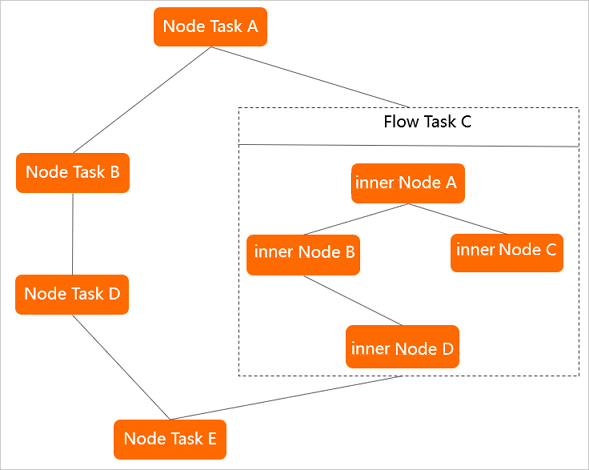 Node Task A
Flow Task C
Node Task B
inner Node A
inner Node B
inner Node C
Node Task D
inner Node D
Node Task E